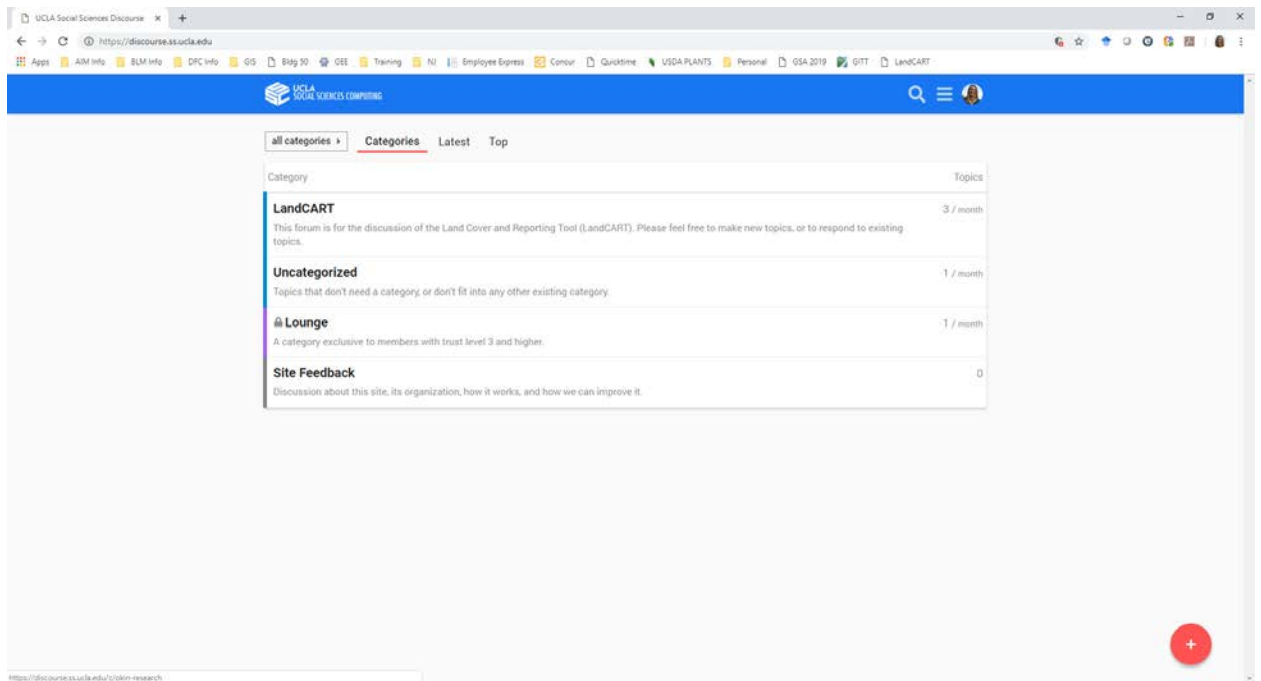 UCLA Social Sciences Discourse
https://discourse.ss.ucla.edu
Apps AIM Info BLM Info DFC Info GIS Bldg 50 GEE Training NJ Employee Express Concur Quicktime USDA PLANTS Personal GSA 2019 GITT LandCART
UCLA
SOCIAL SCIENCES COMPUTING
all categories Categories Latest Top
Category Topics
LandCART 3 / month
This forum is for the discussion of the Land Cover and Reporting Tool (LandCART). Please feel free to make new topics, or to respond to existing
topics.
Uncategorized 1 / month
Topics that don't need a category, or don't fit into any other existing category.
Lounge 1 / month
A category exclusive to members with trust level 3 and higher.
Site Feedback 0
Discussion about this site, its organization, how it works, and how we can improve it.
https://discourse.ss.ucla.edu/c/okin-research